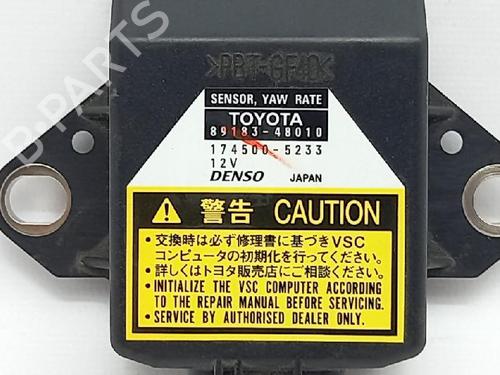 >PBT-GF40<
SENSOR, YAW RATE
TOYOTA
89183-48010
174500-5233
12V
DENSO JAPAN
警告 CAUTION
•交換時は必ず修理書に基づきVSC
コンピュータの初期化を行ってください。
•詳しくはトヨタ販売店にご相談ください。
•INITIALIZE THE VSC COMPUTER ACCORDING
TO THE REPAIR MANUAL BEFORE SERVICING.
•SERVICE BY AUTHORISED DEALER ONLY.
B-Parts